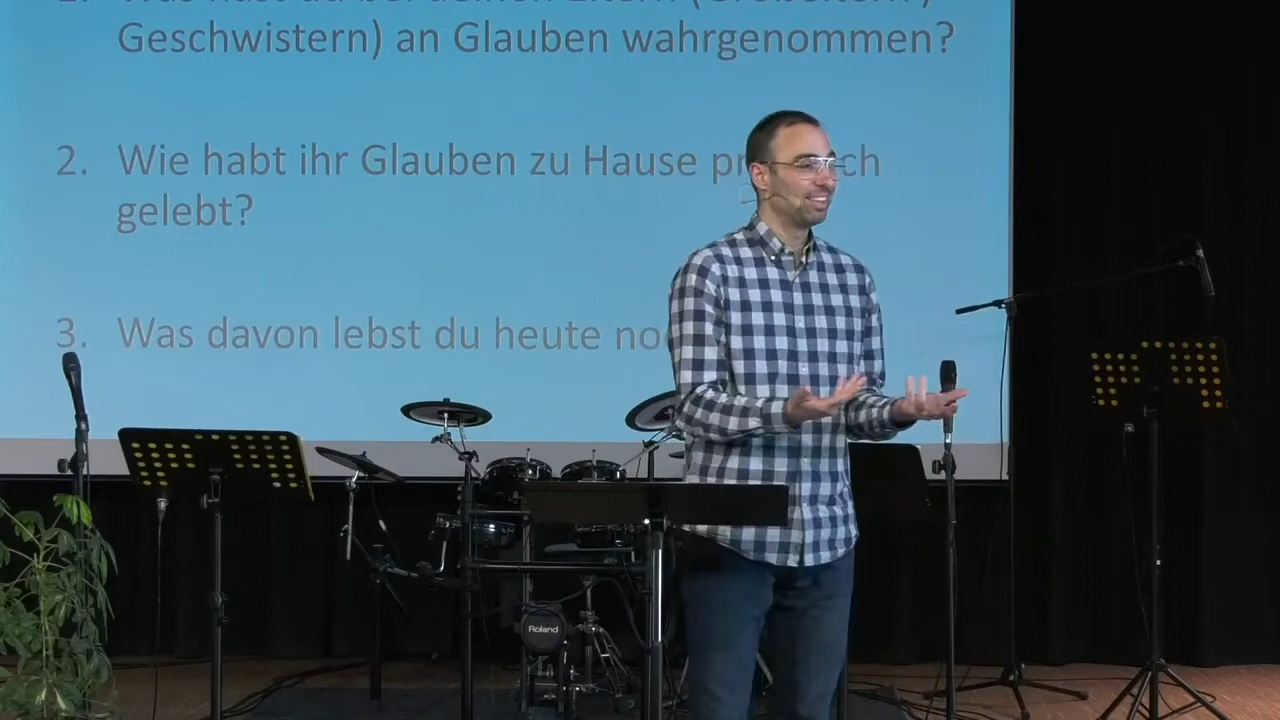 Geschwistern) an Glauben wahrgenommen?
2. Wie habt ihr Glauben zu Hause
gelebt?
3. Was davon lebst du heute
Roland